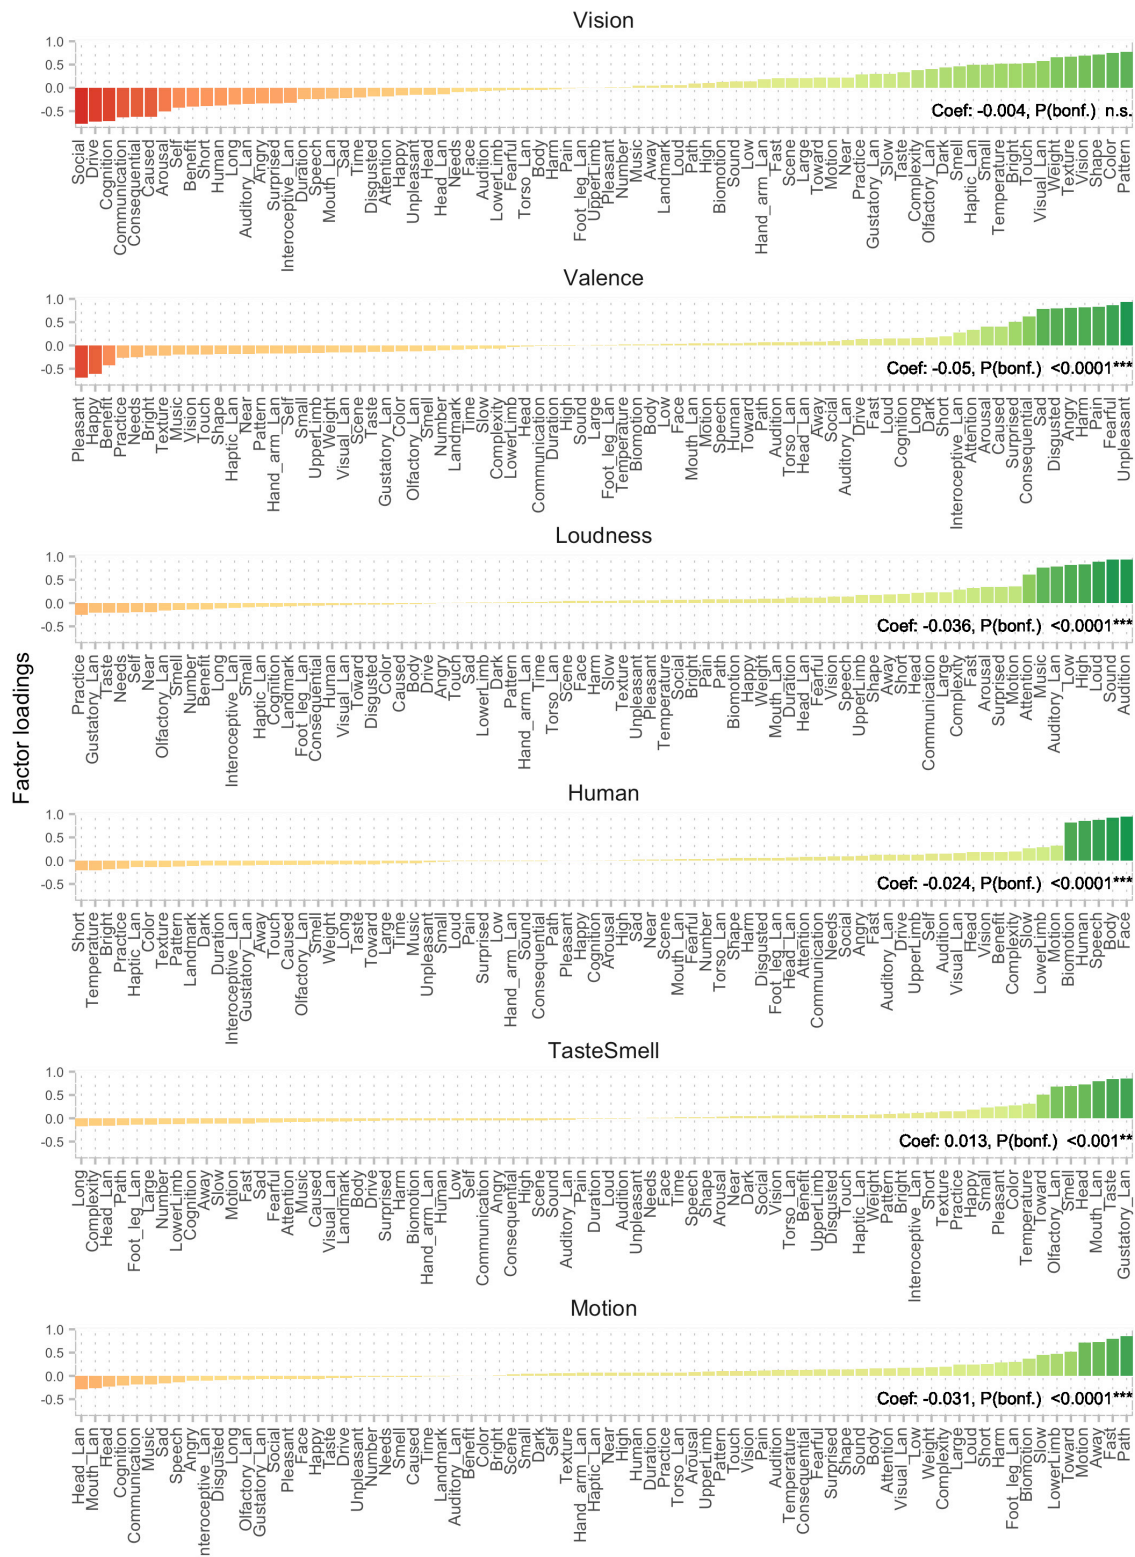 Factor loadings
Vision
1.0
0.5
0.0
-0.5
Coef: -0.004, P(bonf.) n.s.
Social Drive Cognition Communication Consequential Caused Arousal Self Benefit Short Human Long Auditory_Lan Angry Surprised Interoceptive_Lan Duration Speech Mouth_Lan Sad Time Disgusted Attention Happy Unpleasant Head Head_Lan Needs Face Audition LowerLimb Fearful Torso_Lan Body Harm Pain Foot_leg_Lan UpperLimb Pleasant Number Music Away Landmark Loud Path High Biomotion Sound Low Hand_arm_Lan Fast Scene Large Toward Motion Near Practice Gustatory_Lan Slow Taste Complexity Olfactory_Lan Dark Smell Haptic_Lan Small Temperature Bright Touch Visual_Lan Weight Texture Vision Shape Color Pattern
Valence
1.0
0.5
0.0
-0.5
Coef: -0.05, P(bonf.) <0.0001***
Pleasant Happy Benefit Practice Needs Bright Texture Music Vision Touch Shape Haptic_Lan Near Pattern Hand_arm_Lan Self Small UpperLimb Weight Visual_Lan Scene Taste Gustatory_Lan Color Olfactory_Lan Smell Number Landmark Time Slow Complexity LowerLimb Head Communication High Sound Large Foot_leg_Lan Temperature Biomotion Body Low Face Mouth_Lan Motion Speech Human Toward Path Audition Torso_Lan Head_Lan Away Social Auditory_Lan Drive Fast Loud Cognition Long Dark Short Interoceptive_Lan Attention Arousal Caused Surprised Consequential Sad Disgusted Angry Harm Pain Fearful Unpleasant
Loudness
1.0
0.5
0.0
-0.5
Coef: -0.036, P(bonf.) <0.0001***
Practice Gustatory_Lan Taste Needs Self Near Olfactory_Lan Smell Number Benefit Long Interoceptive_Lan Small Haptic_Lan Cognition Landmark Foot_leg_Lan Consequential Human Visual_Lan Toward Disgusted Color Caused Body Drive Angry Touch Sad LowerLimb Dark Pattern Hand_arm_Lan Time Torso_Lan Scene Face Harm Slow Texture Unpleasant Pleasant Temperature Social Bright Pain Path Biomotion Happy Weight Mouth_Lan Duration Head_Lan Fearful Vision Speech UpperLimb Shape Away Short Head Communication Large Complexity Fast Arousal Surprised Motion Attention Music Auditory_Lan Low High Loud Sound Audition
Human
1.0
0.5
0.0
-0.5
Coef: -0.024, P(bonf.) <0.0001***
Short Temperature Bright Practice Haptic_Lan Color Texture Pattern Landmark Dark Duration Interoceptive_Lan Gustatory_Lan Away Touch Caused Olfactory_Lan Smell Weight Long Taste Toward Large Time Music Unpleasant Small Loud Pain Surprised Low Hand_arm_Lan Sound Consequential Path Pleasant Happy Cognition Arousal High Sad Near Scene Mouth_Lan Fearful Number Torso_Lan Shape Harm Disgusted Foot_leg_Lan Head_Lan Attention Communication Needs Social Angry Fast Auditory_Lan Drive UpperLimb Self Audition Visual_Lan Head Vision Benefit Complexity Slow LowerLimb Motion Biomotion Human Speech Body Face
TasteSmell
1.0
0.5
0.0
-0.5
Coef: 0.013, P(bonf.) <0.001**
Long Complexity Head_Lan Path Foot_leg_Lan Large Number LowerLimb Cognition Away Slow Motion Fast Sad Fearful Attention Music Caused Visual_Lan Landmark Body Drive Surprised Harm Biomotion Hand_arm_Lan Human Low Self Communication Angry Consequential High Scene Sound Auditory_Lan Pain Duration Loud Audition Unpleasant Needs Face Time Speech Shape Arousal Near Dark Social Vision Torso_Lan Benefit UpperLimb Disgusted Touch Haptic_Lan Weight Pattern Bright Interoceptive_Lan Short Texture Practice Happy Small Pleasant Color Temperature Toward Olfactory_Lan Smell Head Mouth_Lan Taste Gustatory_Lan
Motion
1.0
0.5
0.0
-0.5
Coef: -0.031, P(bonf.) <0.0001***
Head_Lan Mouth_Lan Head Cognition Communication Music Sad Speech Angry nteroceptive_Lan Disgusted Long Olfactory_Lan Gustatory_Lan Social Pleasant Face Happy Taste Drive Unpleasant Number Needs Smell Caused Time Landmark Auditory_Lan Benefit Color Bright Scene Small Dark Self Texture Hand_arm_Lan Haptic_Lan Near High Human Duration Practice Torso_Lan Arousal UpperLimb Pattern Touch Vision Pain Audition Temperature Consequential Fearful Surprised Shape Sound Body Attention Visual_Lan Low Weight Complexity Large Loud Short Harm Foot_leg_Lan Biomotion Slow LowerLimb Toward Motion Away Fast Path